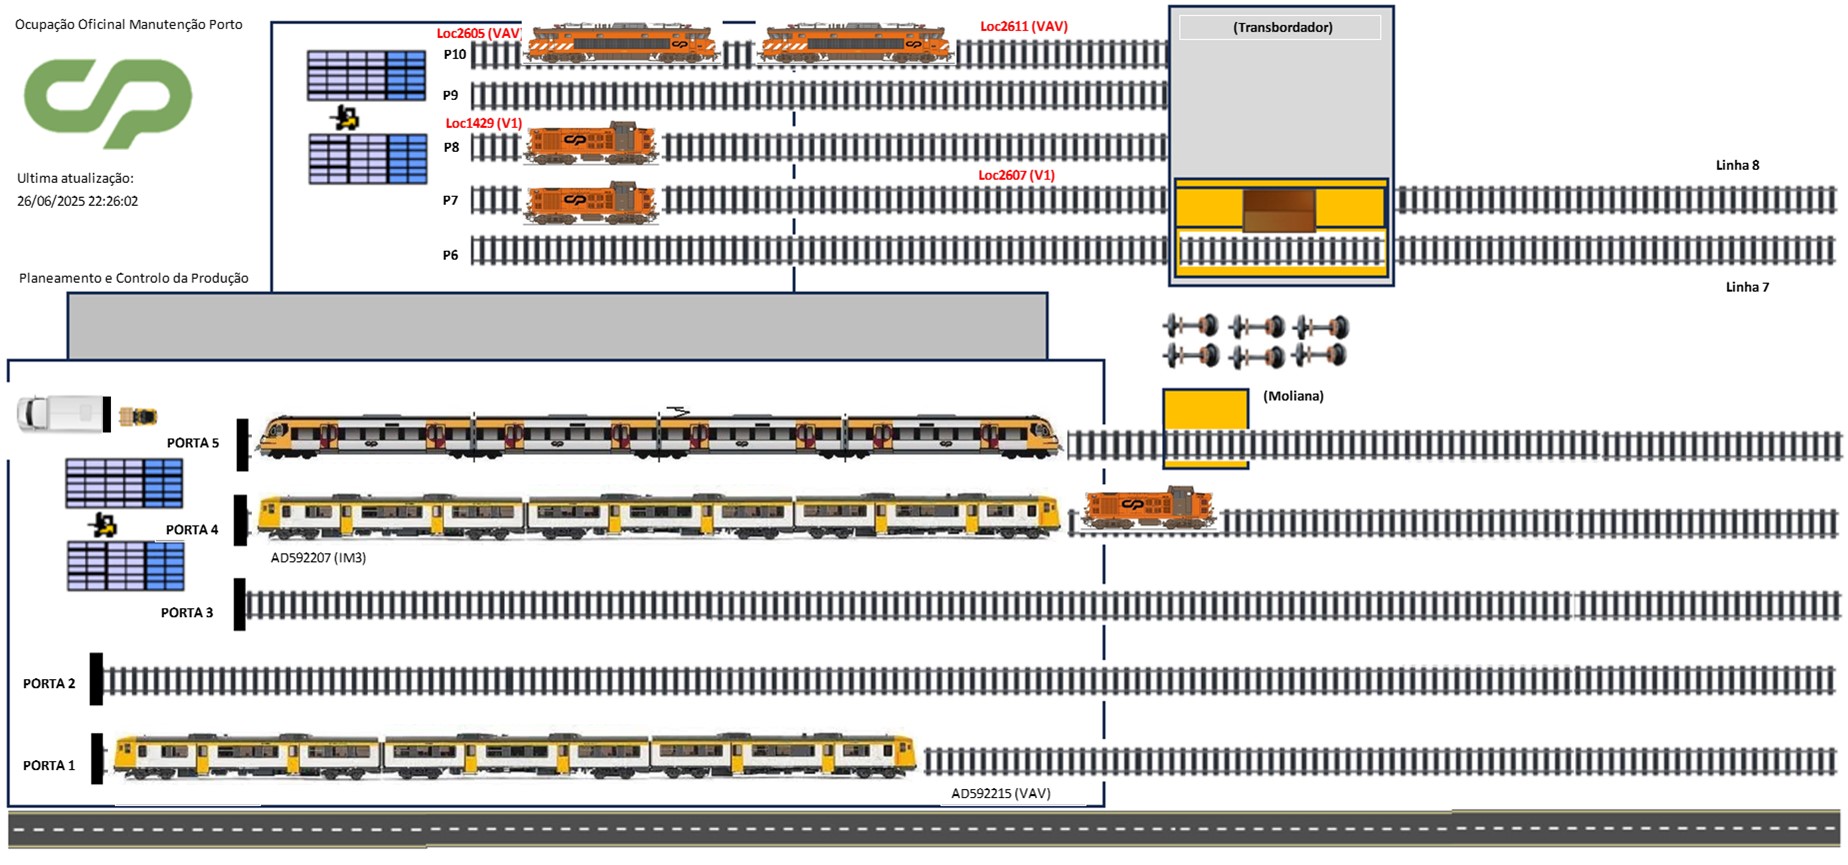 Ocupação Oficinal Manutenção Porto
CP
Ultima atualização:
26/06/2025 22:26:02
Planeamento e Controlo da Produção
Loc2605 (VAV)
Loc2611 (VAV)
(Transbordador)
P10
P9
Loc1429 (V1)
P8
Loc2607 (V1)
P7
P6
Linha 8
Linha 7
(Moliana)
PORTA 5
PORTA 4
AD592207 (IM3)
PORTA 3
PORTA 2
PORTA 1
AD592215 (VAV)